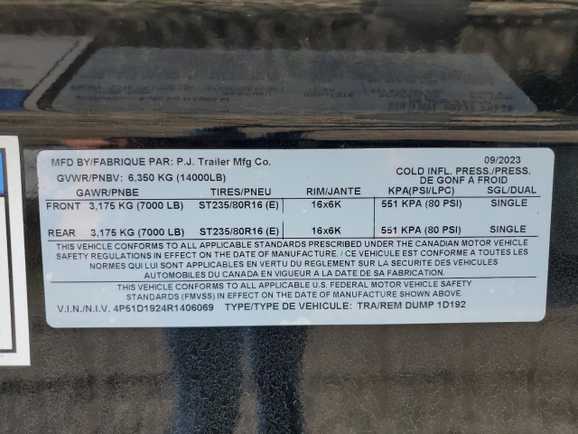 MFD BY/FABRIQUE PAR: P.J. Trailer Mfg Co. 09/2023
GVWR/PNBV: 6,350 KG (14000LB) COLD INFL. PRESS./PRESS.
DE GONF A FROID
GAWR/PNBE TIRES/PNEU RIM/JANTE KPA(PSI/LPC) SGL/DUAL
FRONT 3,175 KG (7000 LB) ST235/80R16 (E) 16x6K 551 KPA (80 PSI) SINGLE
REAR 3,175 KG (7000 LB) ST235/80R16 (E) 16x6K 551 KPA (80 PSI) SINGLE
THIS VEHICLE CONFORMS TO ALL APPLICABLE STANDARDS PRESCRIBED UNDER THE CANADIAN MOTOR VEHICLE
SAFETY REGULATIONS IN EFFECT ON THE DATE OF MANUFACTURE. / CE VEHICULE EST CONFORME A TOUTES LES
NORMES QUI LUI SONT APPLICABLES EN VERTU DU REGLEMENT SUR LA SECURITE DES VEHICULES
AUTOMOBILES DU CANADA EN VIGUEUR A LA DATE DE SA FABRICATION.
THIS VEHICLE CONFORMS TO ALL APPLICABLE U.S. FEDERAL MOTOR VEHICLE SAFETY
STANDARDS (FMVSS) IN EFFECT ON THE DATE OF MANUFACTURE SHOWN ABOVE.
V.I.N./N.I.V. 4P51D1924R1406069 TYPE/TYPE DE VEHICULE: TRA/REM DUMP 1D192